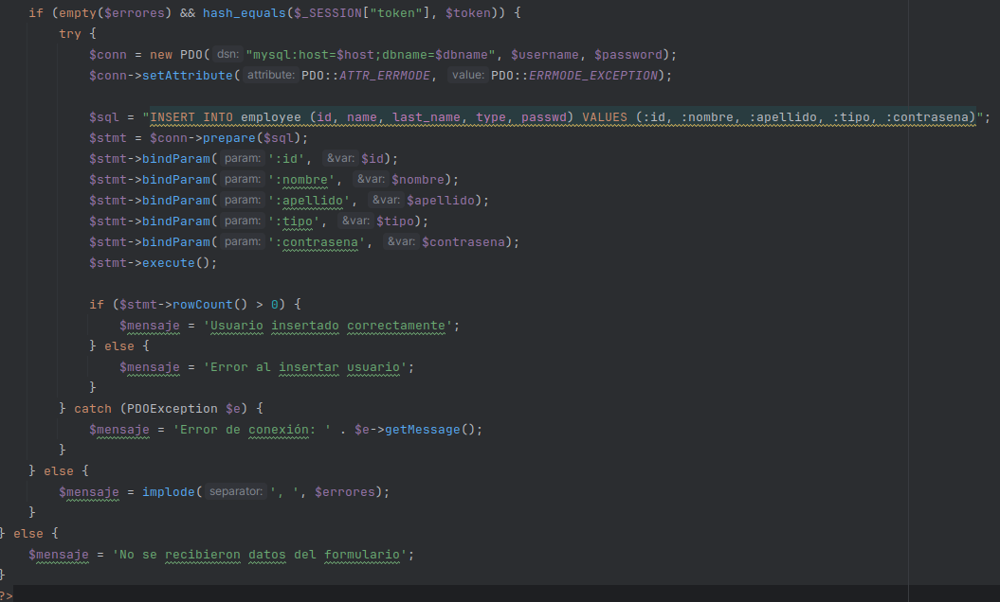 if (empty($errores) && hash_equals($_SESSION["token"], $token)) {
try {
$conn = new PDO( dsn: "mysql:host=$host;dbname=$dbname", $username, $password);
$conn->setAttribute( attribute: PDO::ATTR_ERRMODE, value: PDO::ERRMODE_EXCEPTION);
$sql = "INSERT INTO employee (id, name, last_name, type, passwd) VALUES (:id, :nombre, :apellido, :tipo, :contrasena)";
$stmt = $conn->prepare($sql);
$stmt->bindParam( param: ':id', &var: $id);
$stmt->bindParam( param: ':nombre', &var: $nombre);
$stmt->bindParam( param: ':apellido', &var: $apellido);
$stmt->bindParam( param: ':tipo', &var: $tipo);
$stmt->bindParam( param: ':contrasena', &var: $contrasena);
$stmt->execute();
if ($stmt->rowCount() > 0) {
$mensaje = 'Usuario insertado correctamente';
} else {
$mensaje = 'Error al insertar usuario';
}
} catch (PDOException $e) {
$mensaje = 'Error de conexión: ' . $e->getMessage();
}
} else {
$mensaje = implode( separator: ', ', $errores);
}
} else {
$mensaje = 'No se recibieron datos del formulario';
}
?>